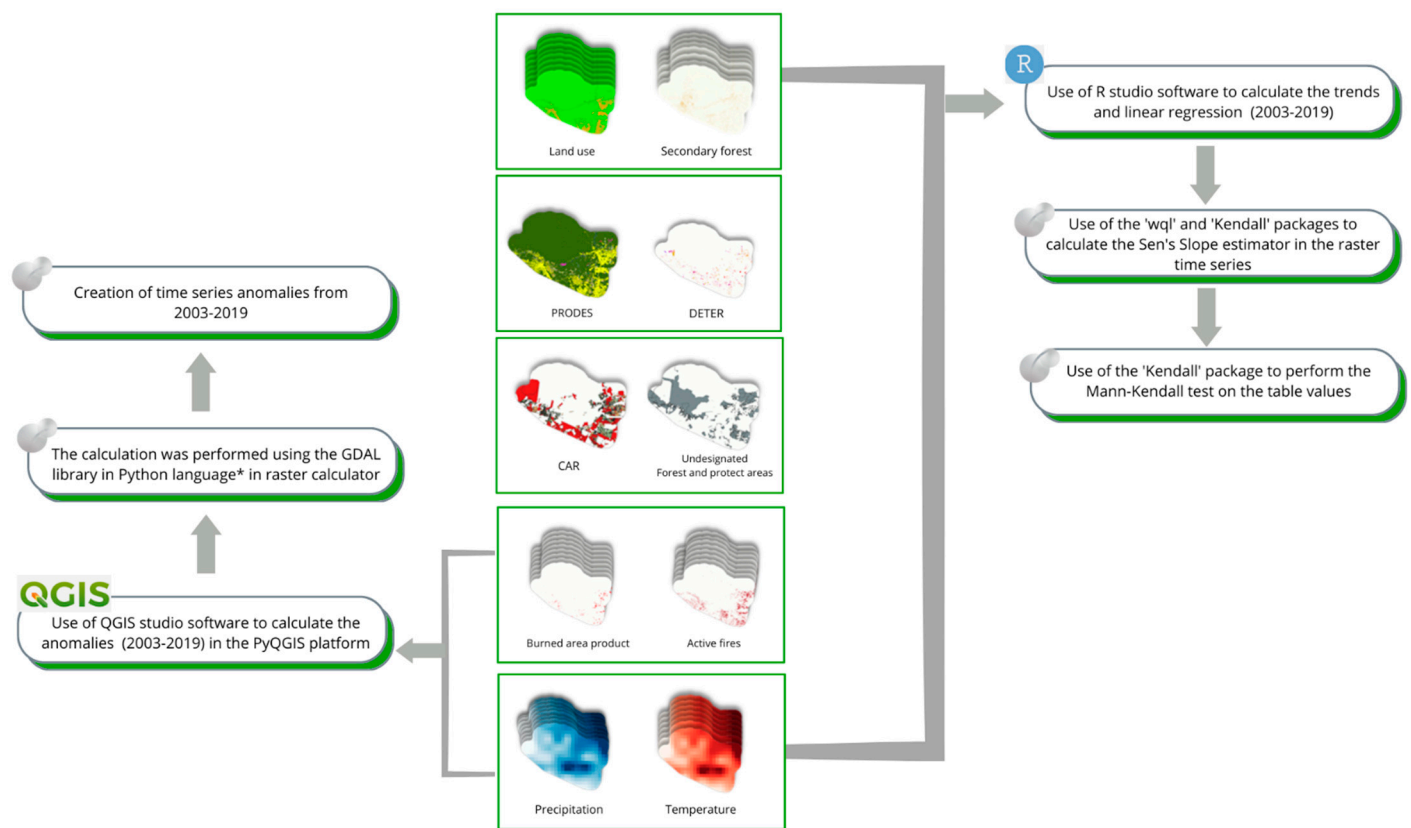 Creation of time series anomalies from
2003-2019
The calculation was performed using the GDAL
library in Python language* in raster calculator
QGIS
Use of QGIS studio software to calculate the
anomalies (2003-2019) in the PyQGIS platform
Land use
Secondary forest
PRODES
DETER
CAR
Undesignated
Forest and protect areas
Burned area product
Active fires
Precipitation
Temperature
R
Use of R studio software to calculate the trends
and linear regression (2003-2019)
Use of the 'wql' and 'Kendall' packages to
calculate the Sen's Slope estimator in the raster
time series
Use of the 'Kendall' package to perform the
Mann-Kendall test on the table values